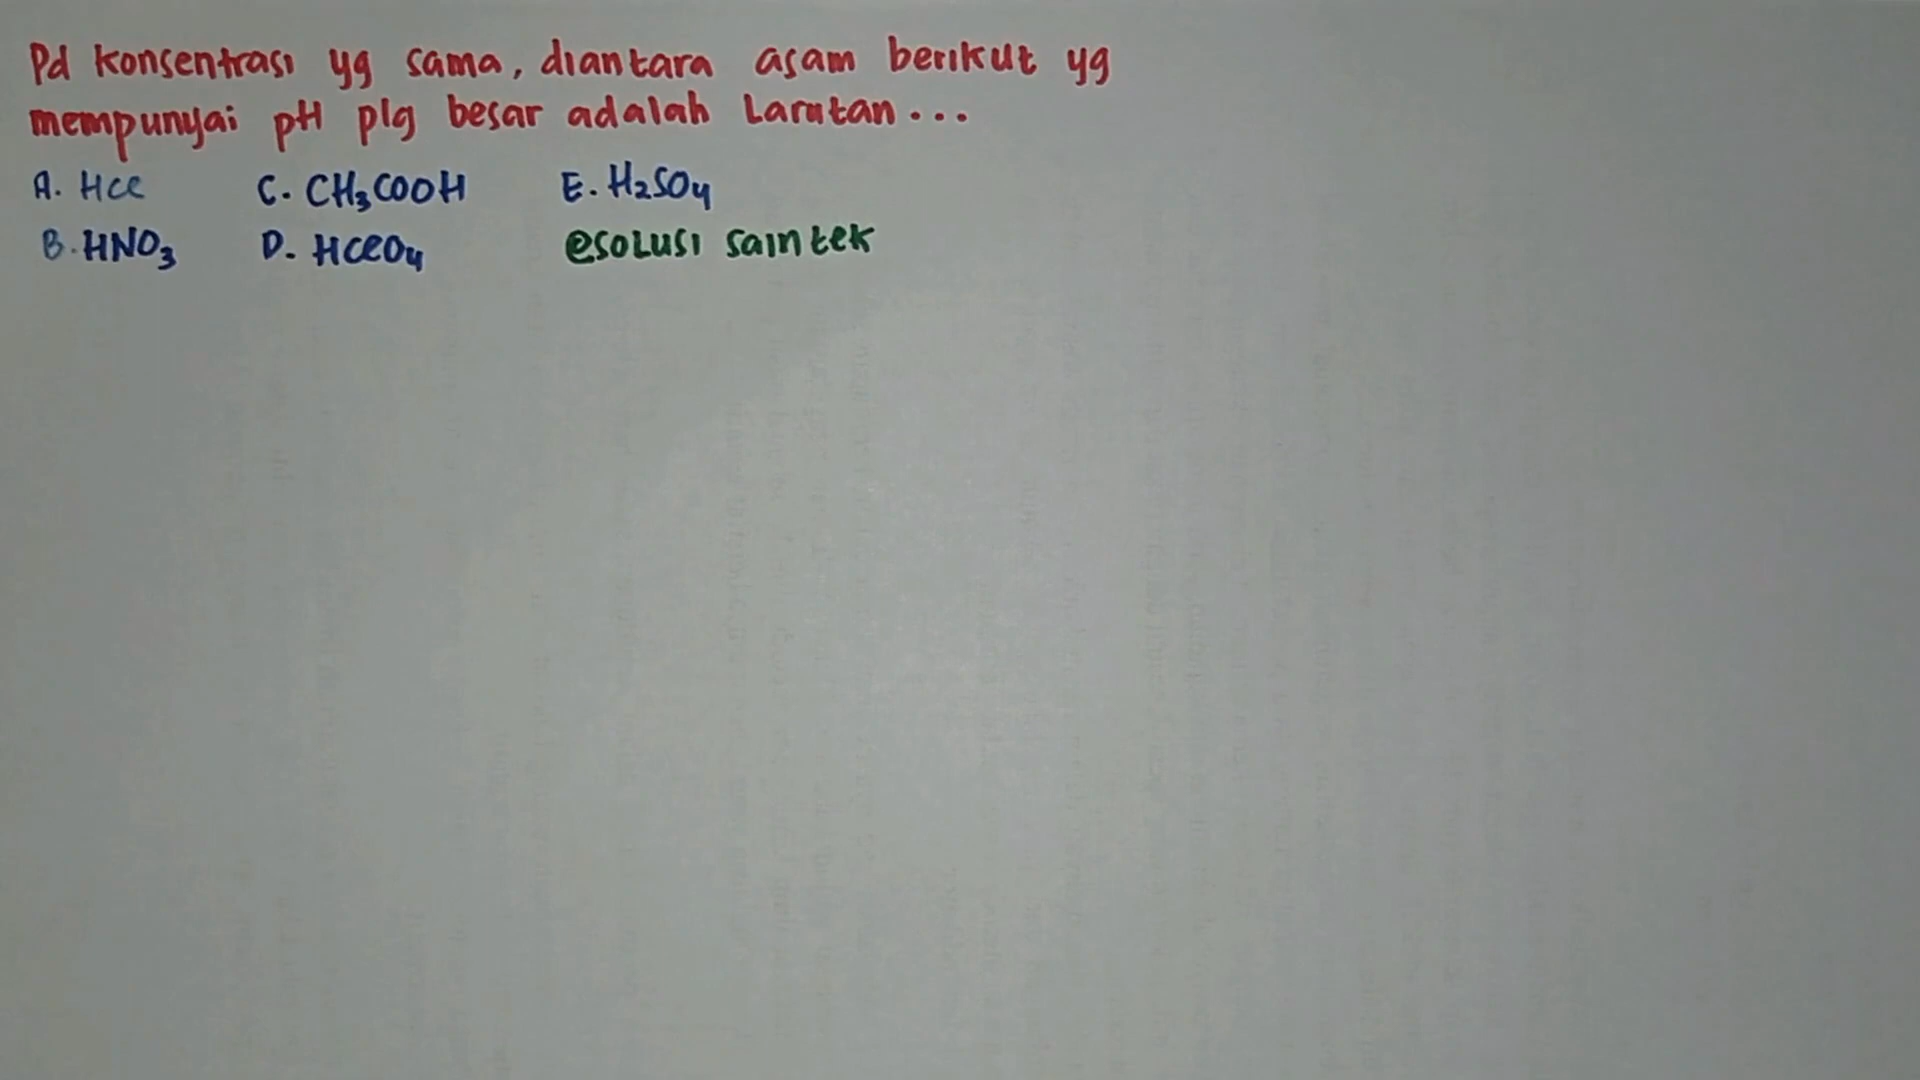 Pd konsentrasi yg sama, diantara asam berikut yg
mempunyai pH plg besar adalah Larutan...
A. HCl C. CH₃COOH E. H₂SO₄
B. HNO₃ D. HClO₄ @solusi saintek